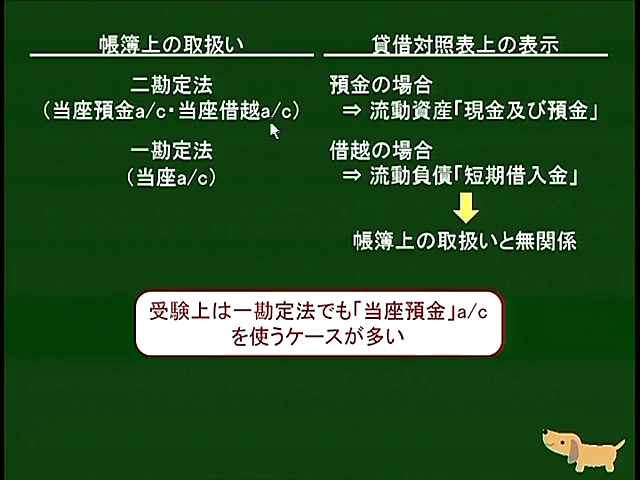 帳簿上の取扱い
二勘定法
(当座預金a/c・当座借越a/c)
一勘定法
(当座a/c)
貸借対照表上の表示
預金の場合
⇒ 流動資産「現金及び預金」
借越の場合
⇒ 流動負債「短期借入金」
帳簿上の取扱いと無関係
受験上は一勘定法でも「当座預金」a/c
を使うケースが多い